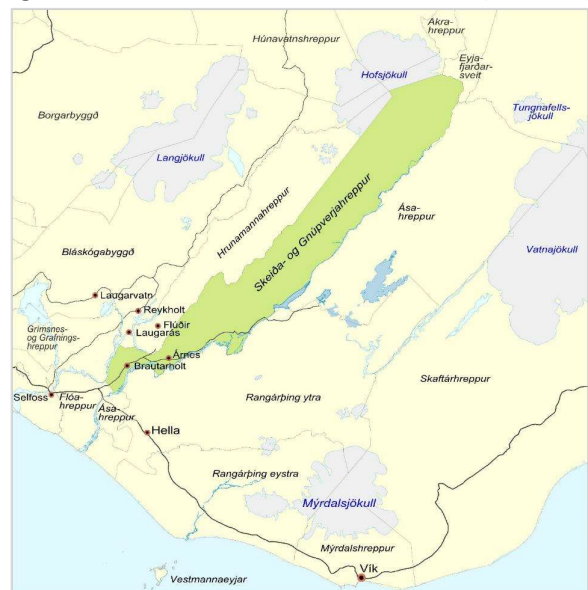 Akra-
hreppur
Húnavatnshreppur
Eyja-
fjarðar-
sveit
Hofsjökull
Tungnafells-
jökull
Borgarbyggð
Langjökull
Hrunamannahreppur
Skeiða- og Gnúpverjahreppur
Ása-
hreppur
Vatnajökull
Bláskógabyggð
Laugarvatn
Reykholt
Flúðir
Laugarás
Grímsnes-
og Grafnings-
hreppur
Árnes
Brautarholt
Skaftárhreppur
Selfoss
Flóa-
hreppur
Ása-
hreppur
Rangárþing ytra
Hella
Rangárþing eystra
Mýrdalsjökull
Mýrdalshreppur
Vík
Vestmannaeyjar